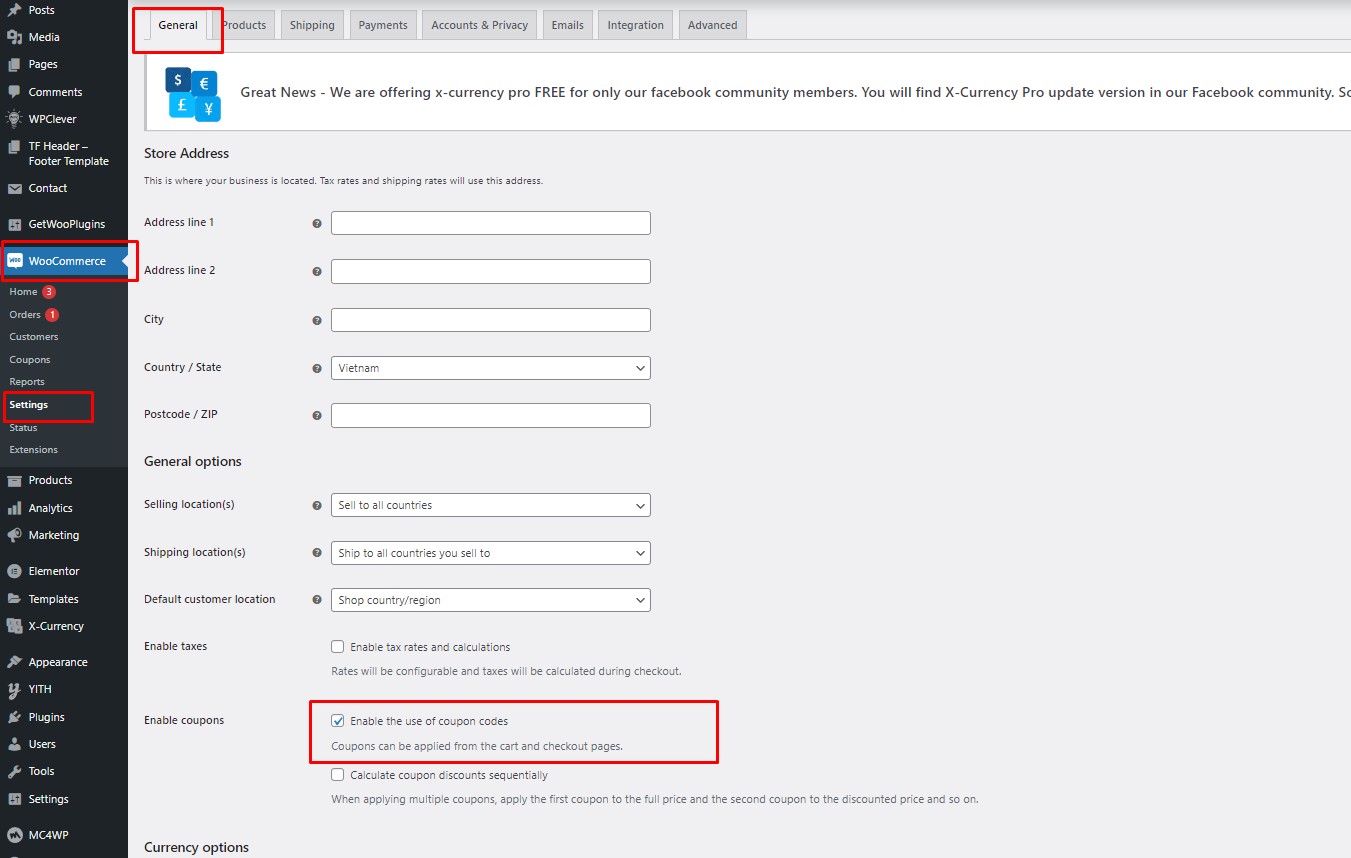 Posts
Media
Pages
Comments
WPClever
TF Header –
Footer Template
Contact
GetWooPlugins
WooCommerce
Home 3
Orders 1
Customers
Coupons
Reports
Settings
Status
Extensions
Products
Analytics
Marketing
Elementor
Templates
X-Currency
Appearance
YITH
Plugins
Users
Tools
Settings
MC4WP
General Products Shipping Payments Accounts & Privacy Emails Integration Advanced
$ €
£ ¥
Great News - We are offering x-currency pro FREE for only our facebook community members. You will find X-Currency Pro update version in our Facebook community. So
Store Address
This is where your business is located. Tax rates and shipping rates will use this address.
Address line 1
Address line 2
City
Country / State Vietnam
Postcode / ZIP
General options
Selling location(s) Sell to all countries
Shipping location(s) Ship to all countries you sell to
Default customer location Shop country/region
Enable taxes Enable tax rates and calculations
Rates will be configurable and taxes will be calculated during checkout.
Enable coupons Enable the use of coupon codes
Coupons can be applied from the cart and checkout pages.
Calculate coupon discounts sequentially
When applying multiple coupons, apply the first coupon to the full price and the second coupon to the discounted price and so on.
Currency options